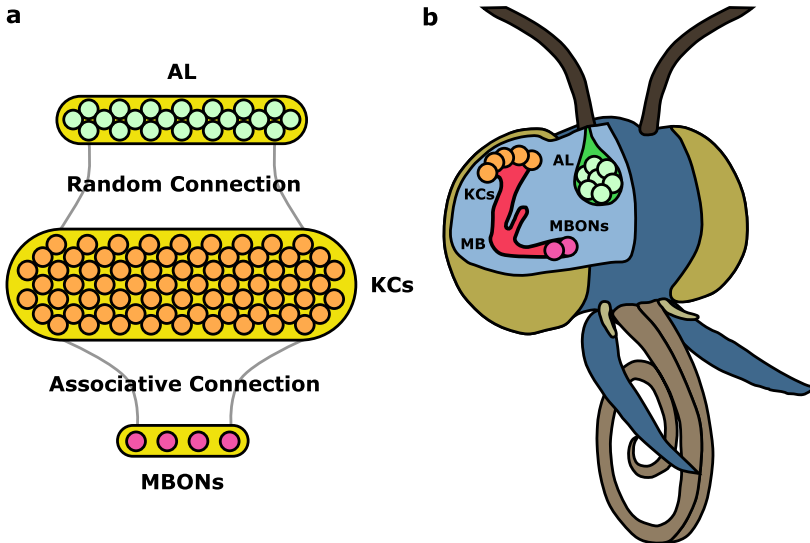 a
AL
Random Connection
KCs
Associative Connection
MBONs
b
AL
KCs
MBONs
MB